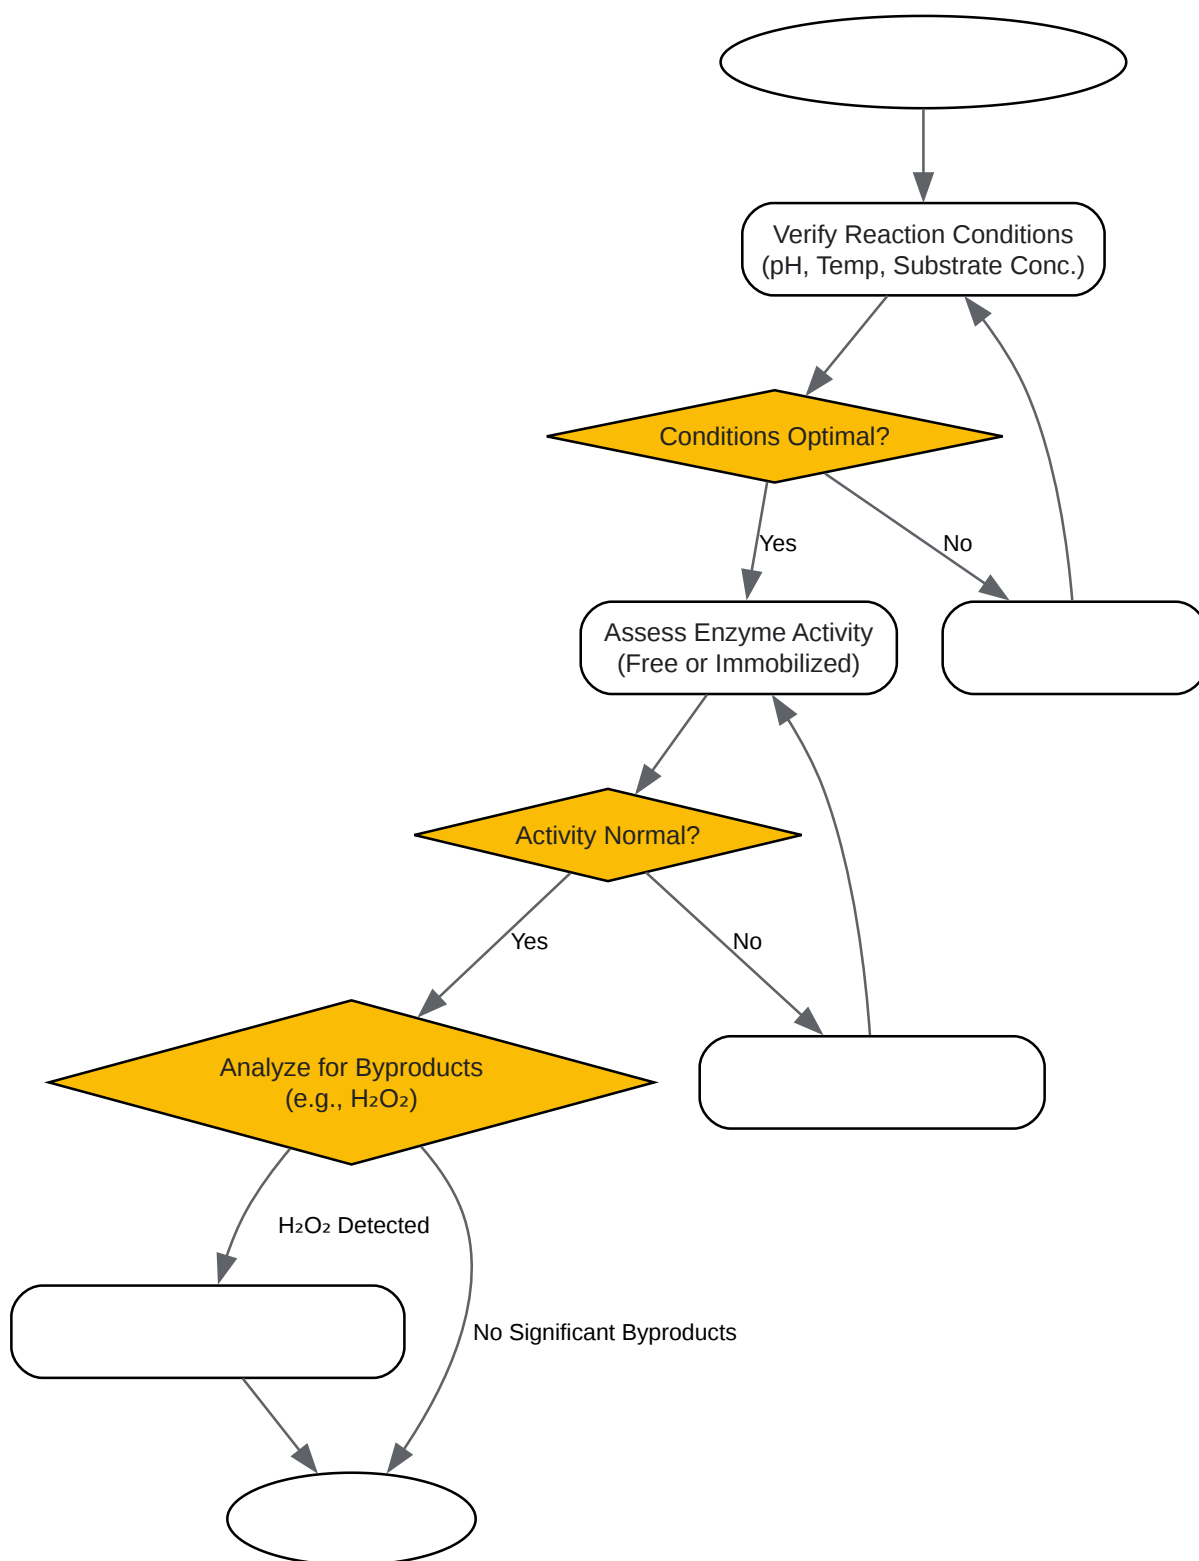 Verify Reaction Conditions
(pH, Temp, Substrate Conc.)
Conditions Optimal?
Yes
No
Assess Enzyme Activity
(Free or Immobilized)
Activity Normal?
Yes
No
Analyze for Byproducts
(e.g., H₂O₂)
H₂O₂ Detected
No Significant Byproducts